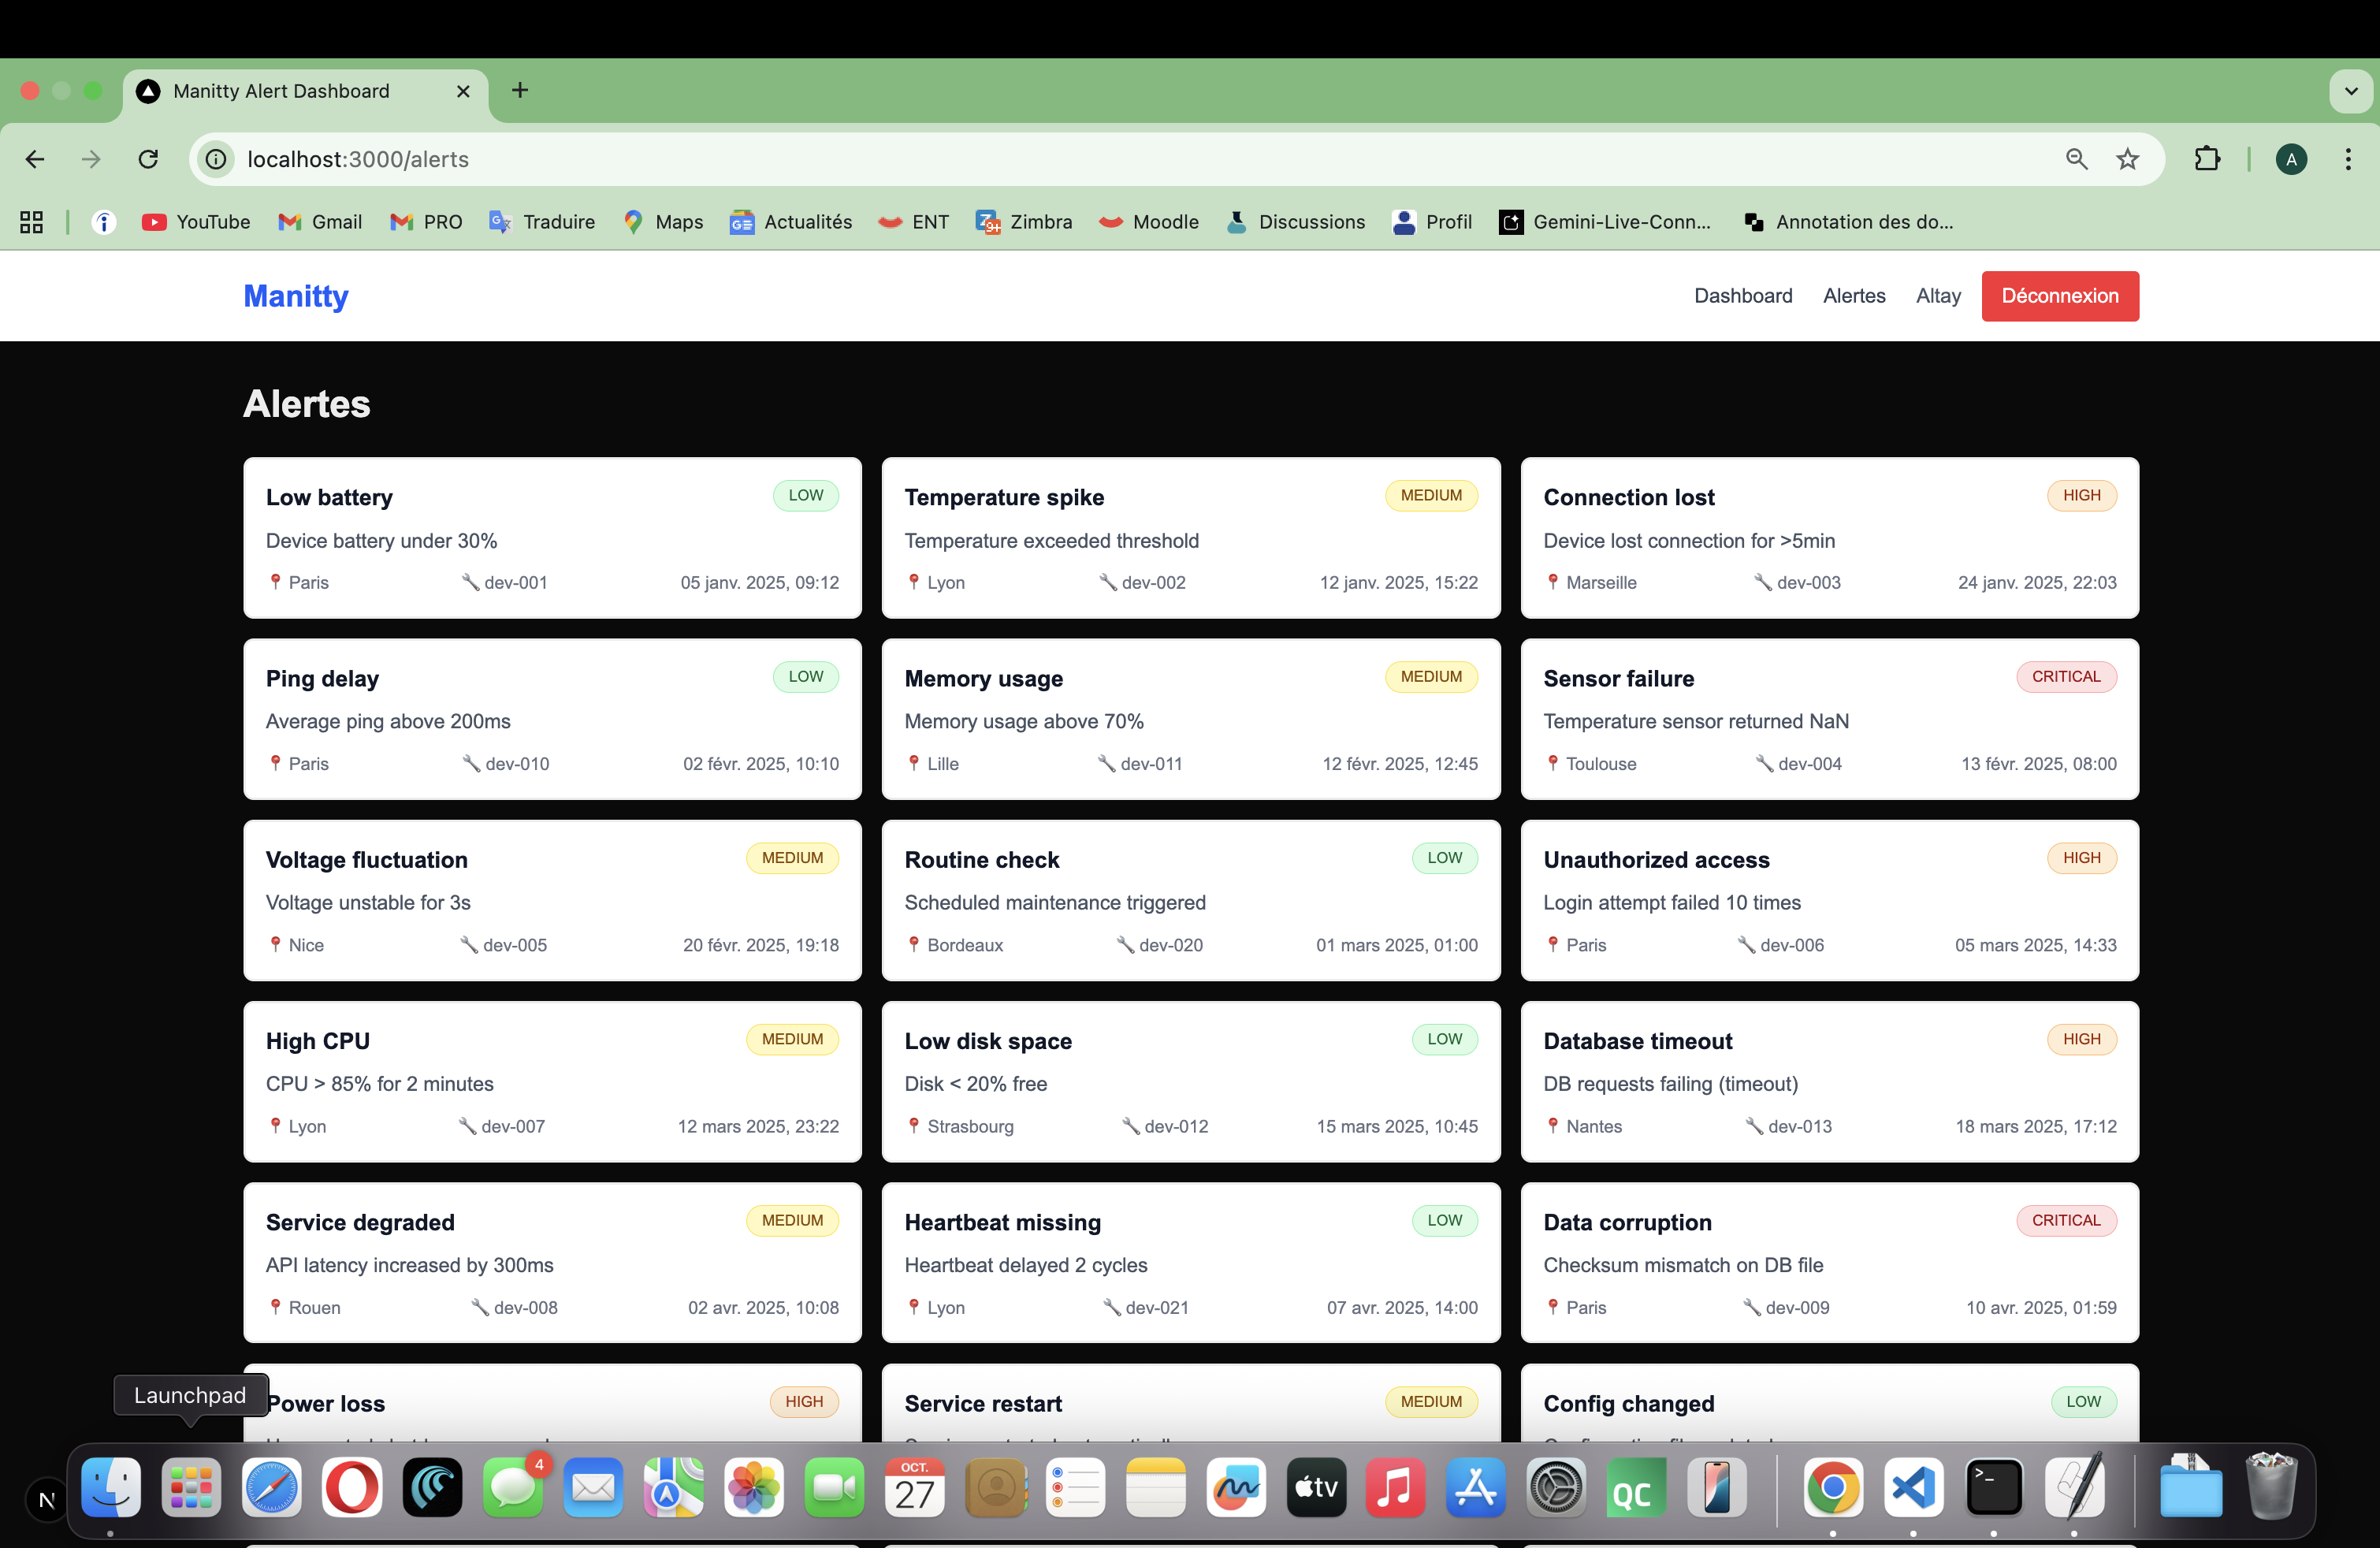 Manitty Alert Dashboard
localhost:3000/alerts
A
YouTube Gmail PRO Traduire Maps Actualités ENT Zimbra Moodle Discussions Profil Gemini-Live-Conn... Annotation des do...
Manitty
Dashboard Alertes Altay Déconnexion
Alertes
Low battery LOW
Device battery under 30%
Paris dev-001 05 janv. 2025, 09:12
Temperature spike MEDIUM
Temperature exceeded threshold
Lyon dev-002 12 janv. 2025, 15:22
Connection lost HIGH
Device lost connection for >5min
Marseille dev-003 24 janv. 2025, 22:03
Ping delay LOW
Average ping above 200ms
Paris dev-010 02 févr. 2025, 10:10
Memory usage MEDIUM
Memory usage above 70%
Lille dev-011 12 févr. 2025, 12:45
Sensor failure CRITICAL
Temperature sensor returned NaN
Toulouse dev-004 13 févr. 2025, 08:00
Voltage fluctuation MEDIUM
Voltage unstable for 3s
Nice dev-005 20 févr. 2025, 19:18
Routine check LOW
Scheduled maintenance triggered
Bordeaux dev-020 01 mars 2025, 01:00
Unauthorized access HIGH
Login attempt failed 10 times
Paris dev-006 05 mars 2025, 14:33
High CPU MEDIUM
CPU > 85% for 2 minutes
Lyon dev-007 12 mars 2025, 23:22
Low disk space LOW
Disk < 20% free
Strasbourg dev-012 15 mars 2025, 10:45
Database timeout HIGH
DB requests failing (timeout)
Nantes dev-013 18 mars 2025, 17:12
Service degraded MEDIUM
API latency increased by 300ms
Rouen dev-008 02 avr. 2025, 10:08
Heartbeat missing LOW
Heartbeat delayed 2 cycles
Lyon dev-021 07 avr. 2025, 14:00
Data corruption CRITICAL
Checksum mismatch on DB file
Paris dev-009 10 avr. 2025, 01:59
Power loss HIGH
Service restart MEDIUM
Config changed LOW
Launchpad
N
4
OCT.
27
tv
QC